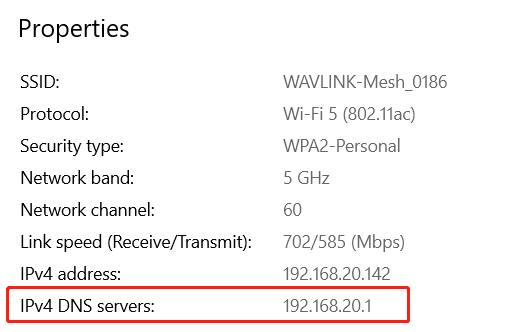 Properties
SSID: WAVLINK-Mesh_0186
Protocol: Wi-Fi 5 (802.11ac)
Security type: WPA2-Personal
Network band: 5 GHz
Network channel: 60
Link speed (Receive/Transmit): 702/585 (Mbps)
IPv4 address: 192.168.20.142
IPv4 DNS servers: 192.168.20.1